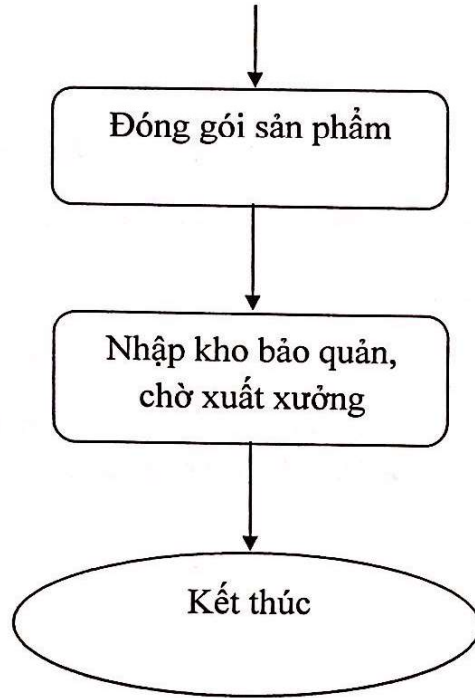 Đóng gói sản phẩm
Nhập kho bảo quản,
chờ xuất xưởng
Kết thúc